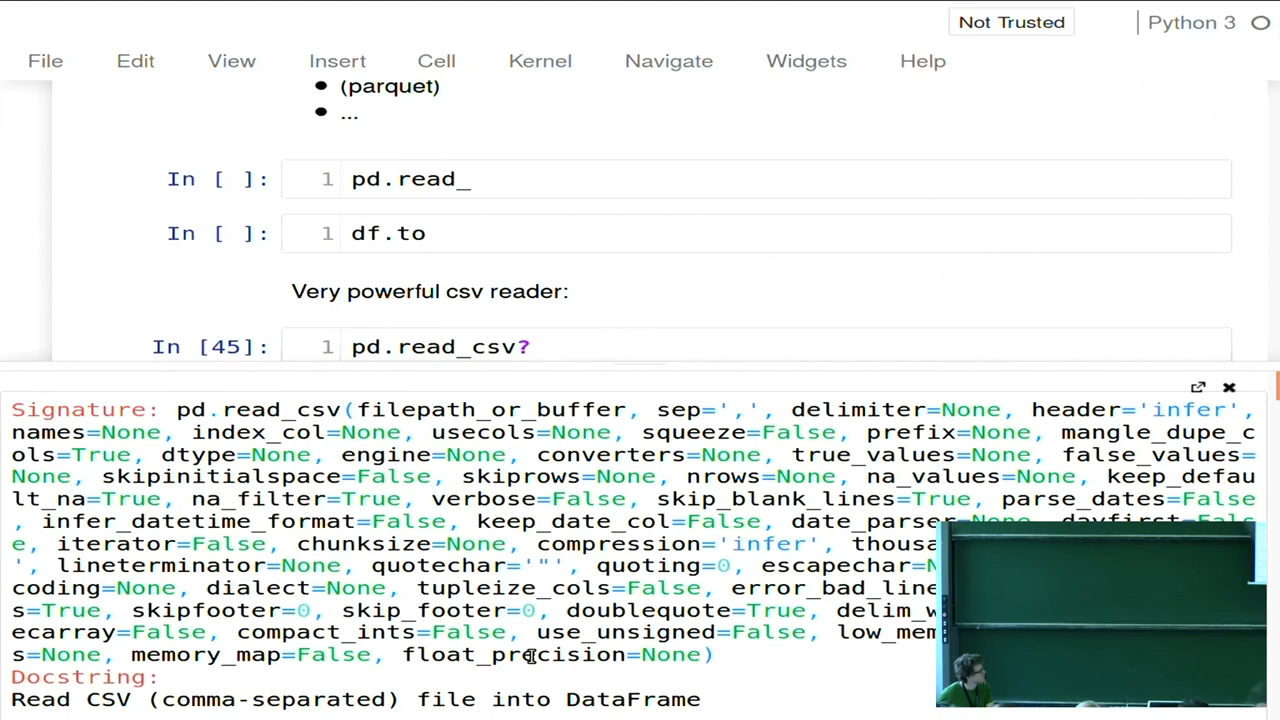 Not Trusted
Python 3
File Edit View Insert Cell Kernel Navigate Widgets Help
(parquet)
...
In [ ]: 1 pd.read_
In [ ]: 1 df.to
Very powerful csv reader:
In [45]: 1 pd.read_csv?
Signature: pd.read_csv(filepath_or_buffer, sep=',', delimiter=None, header='infer',
names=None, index_col=None, usecols=None, squeeze=False, prefix=None, mangle_dupe_c
ols=True, dtype=None, engine=None, converters=None, true_values=None, false_values=
None, skipinitialspace=False, skiprows=None, nrows=None, na_values=None, keep_defau
lt_na=True, na_filter=True, verbose=False, skip_blank_lines=True, parse_dates=False
, infer_datetime_format=False, keep_date_col=False, date_parser=None, dayfirst=Fals
e, iterator=False, chunksize=None, compression='infer', thousa
', lineterminator=None, quotechar='"', quoting=0, escapechar=N
coding=None, dialect=None, tupleize_cols=False, error_bad_line
s=True, skipfooter=0, skip_footer=0, doublequote=True, delim_w
ecarray=False, compact_ints=False, use_unsigned=False, low_mem
s=None, memory_map=False, float_precision=None)
Docstring:
Read CSV (comma-separated) file into DataFrame